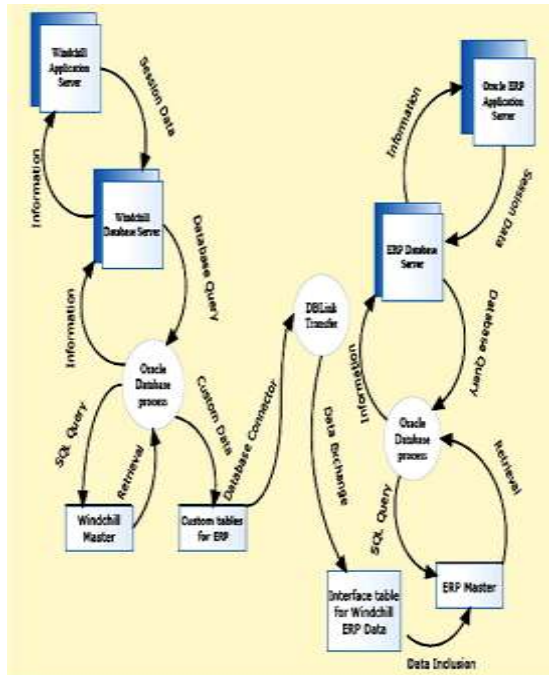 Windchill
Application
Server
Session Data
Information
Windchill
Database Server
Database Query
Information
Oracle
Database
process
SQL Query
Retrieval
Custom Data
Windchill
Master
Custom tables
for ERP
Database Connector
DBLink
Transfer
Data Exchange
Interface table
for Windchill
ERP Data
Data Inclusion
Oracle ERP
Application
Server
Information
Session Data
ERP Database
Server
Database Query
Information
Oracle
Database
process
SQL Query
Retrieval
ERP Master